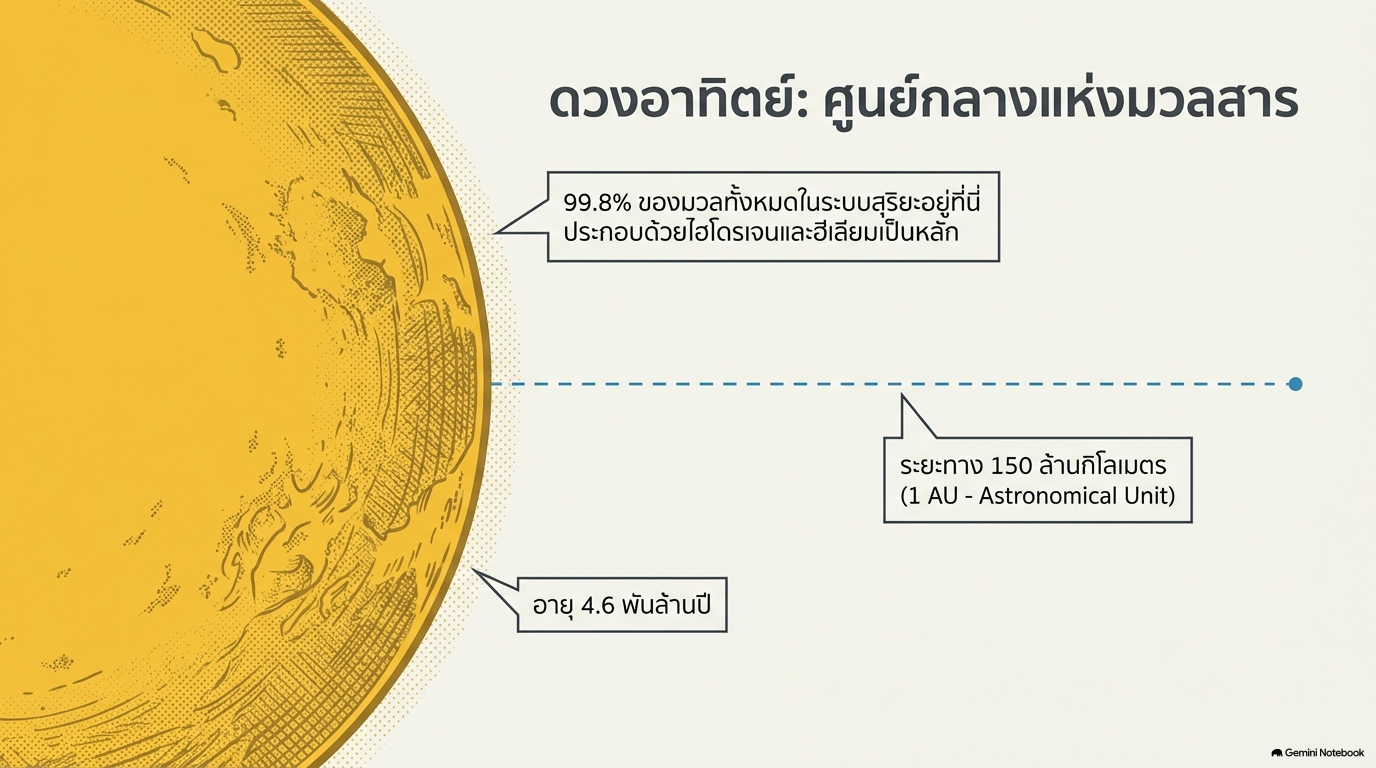 ดวงอาทิตย์: ศูนย์กลางแห่งมวลสาร
99.8% ของมวลทั้งหมดในระบบสุริยะอยู่ที่นี่
ประกอบด้วยไฮโดรเจนและฮีเลียมเป็นหลัก
ระยะทาง 150 ล้านกิโลเมตร
(1 AU - Astronomical Unit)
อายุ 4.6 พันล้านปี
Gemini Notebook